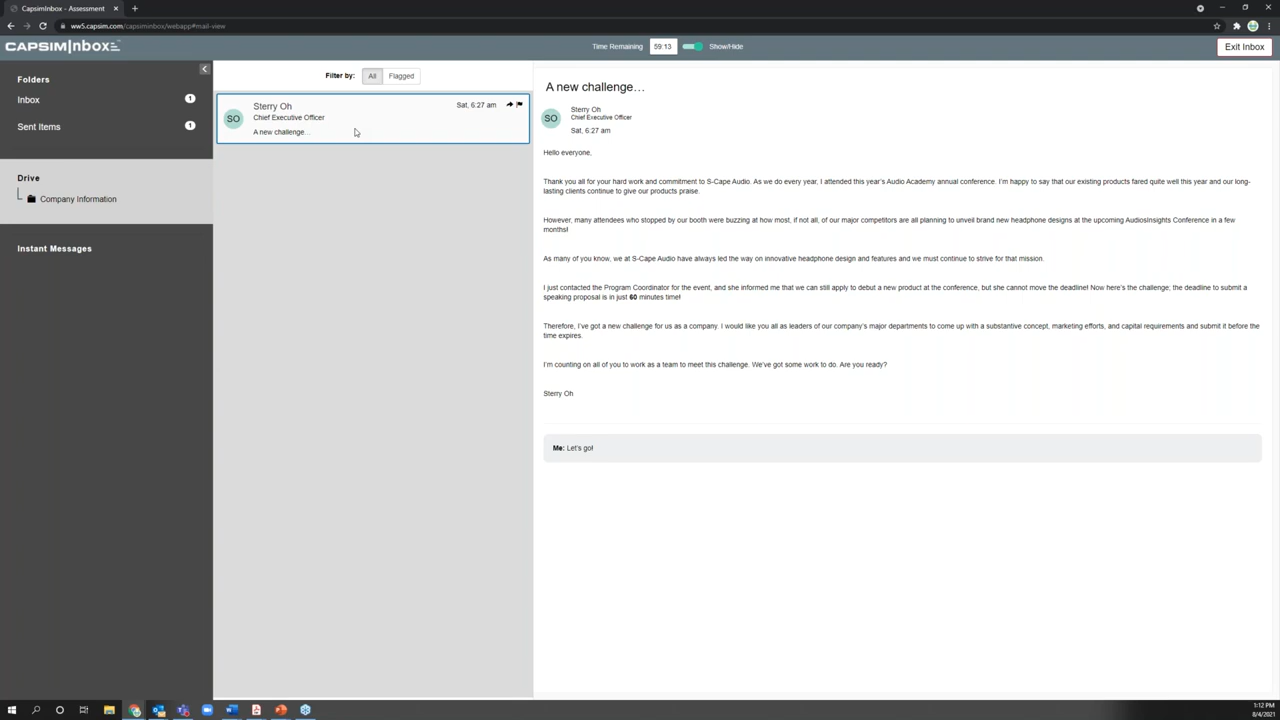 CapsimInbox - Assessment
ww5.capsim.com/capsiminbox/webapp#mail-view
CAPSIMInbox
Time Remaining 59:13 Show/Hide
Exit Inbox
Folders
Inbox 1
Sent Items 1
Drive
Company Information
Instant Messages
Filter by: All Flagged
SO
Sterry Oh
Sat, 6:27 am
Chief Executive Officer
A new challenge...
A new challenge…
SO
Sterry Oh
Chief Executive Officer
Sat, 6:27 am
Hello everyone,
Thank you all for your hard work and commitment to S-Cape Audio. As we do every year, I attended this year's Audio Academy annual conference. I'm happy to say that our existing products fared quite well this year and our long-
lasting clients continue to give our products praise.
However, many attendees who stopped by our booth were buzzing at how most, if not all, of our major competitors are all planning to unveil brand new headphone designs at the upcoming AudioInsights Conference in a few
months!
As many of you know, we at S-Cape Audio have always led the way on innovative headphone design and features and we must continue to strive for that mission.
I just contacted the Program Coordinator for the event, and she informed me that we can still apply to debut a new product at the conference, but she cannot move the deadline! Now here's the challenge; the deadline to submit a
speaking proposal is in just 60 minutes time!
Therefore, I've got a new challenge for us as a company. I would like you all as leaders of our company's major departments to come up with a substantive concept, marketing efforts, and capital requirements and submit it before the
time expires.
I'm counting on all of you to work as a team to meet this challenge. We've got some work to do. Are you ready?
Sterry Oh
Me: Let's go!
1:12 PM
8/4/2021